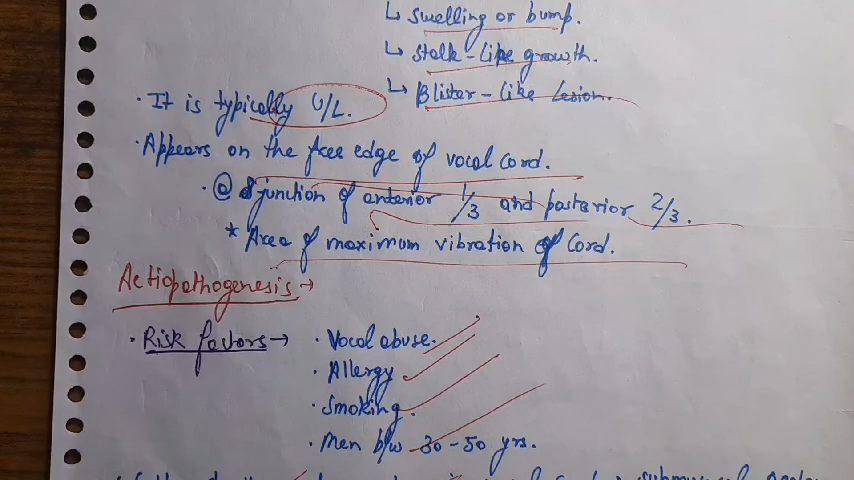 ↳ swelling or bump.
↳ stalk-like growth.
↳ Blister-like Lesion.
· It is typically U/L.
· Appears on the free edge of vocal cord.
· @ junction of anterior 1/3 and posterior 2/3.
* Area of maximum vibration of Cord.
Aetiopathogenesis →
· Risk factors → · Vocal abuse.
· Allergy
· Smoking.
· Men b/w 30-50 yrs.